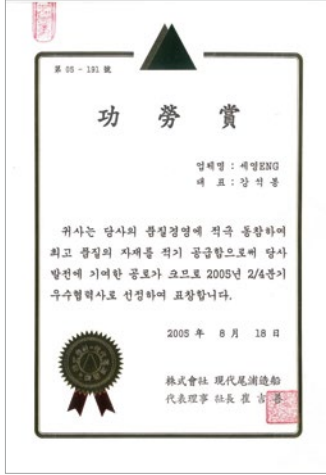 第 05 - 191 號
功 勞 賞
업체명 : 세영ENG
대 표 : 강석봉
귀사는 당사의 품질경영에 적극 동참하여
최고 품질의 자재를 적기 공급함으로써 당사
발전에 기여한 공로가 크므로 2005년 2/4분기
우수협력사로 선정하여 표창합니다.
2005 年 8 月 18 日
株式會社 現代尾浦造船
代表理事 社長 崔吉善